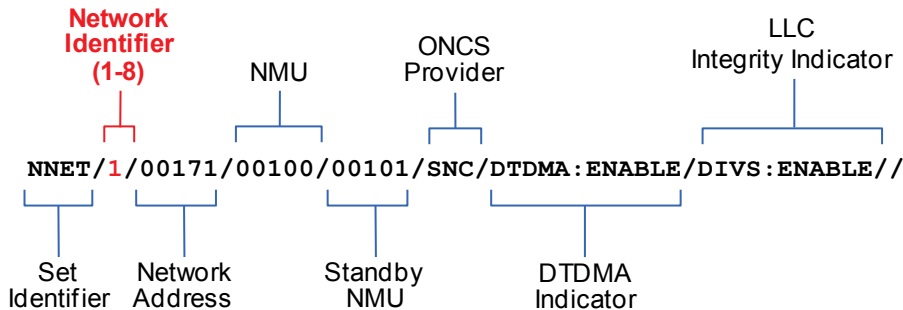 Network
Identifier
(1-8)
NMU
ONCS
Provider
LLC
Integrity Indicator
NNET/1/00171/00100/00101/SNC/DTDMA:ENABLE/DIVS:ENABLE//
Set
Identifier
Network
Address
Standby
NMU
DTDMA
Indicator